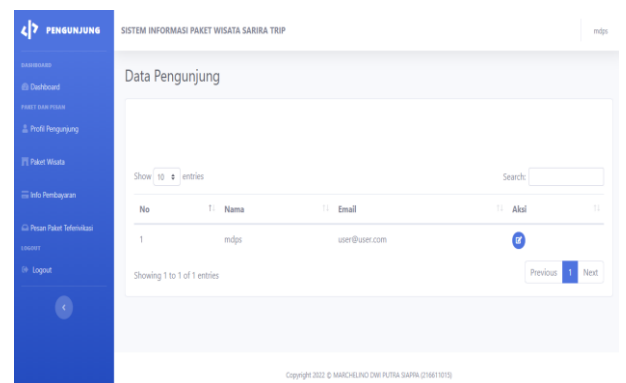 PENGUNJUNG
SISTEM INFORMASI PAKET WISATA SARIRA TRIP
mdps
DASHBOARD
Dashboard
PAKET DAN PESAN
Profil Pengunjung
Paket Wisata
Info Pembayaran
Pesan Paket Teferivikasi
LOGOUT
Logout
Data Pengunjung
Show 10 entries
Search:
No Nama Email Aksi
1 mdps user@user.com
Showing 1 to 1 of 1 entries
Previous 1 Next
Copyright 2022 © MARCHELINO DWI PUTRA SIAPPA (216611015)